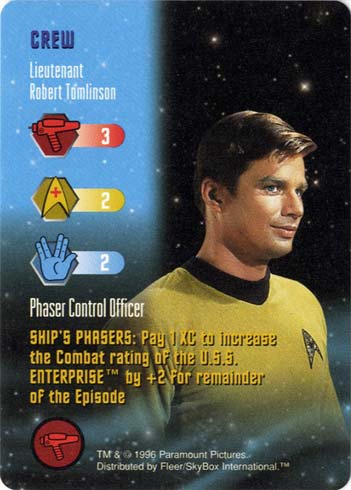 CREW
Lieutenant
Robert Tomlinson
3
2
2
Phaser Control Officer
SHIP'S PHASERS: Pay 1 XC to increase
the Combat rating of the U.S.S.
ENTERPRISE™ by +2 for remainder
of the Episode
TM & © 1996 Paramount Pictures.
Distributed by Fleer/SkyBox International.™